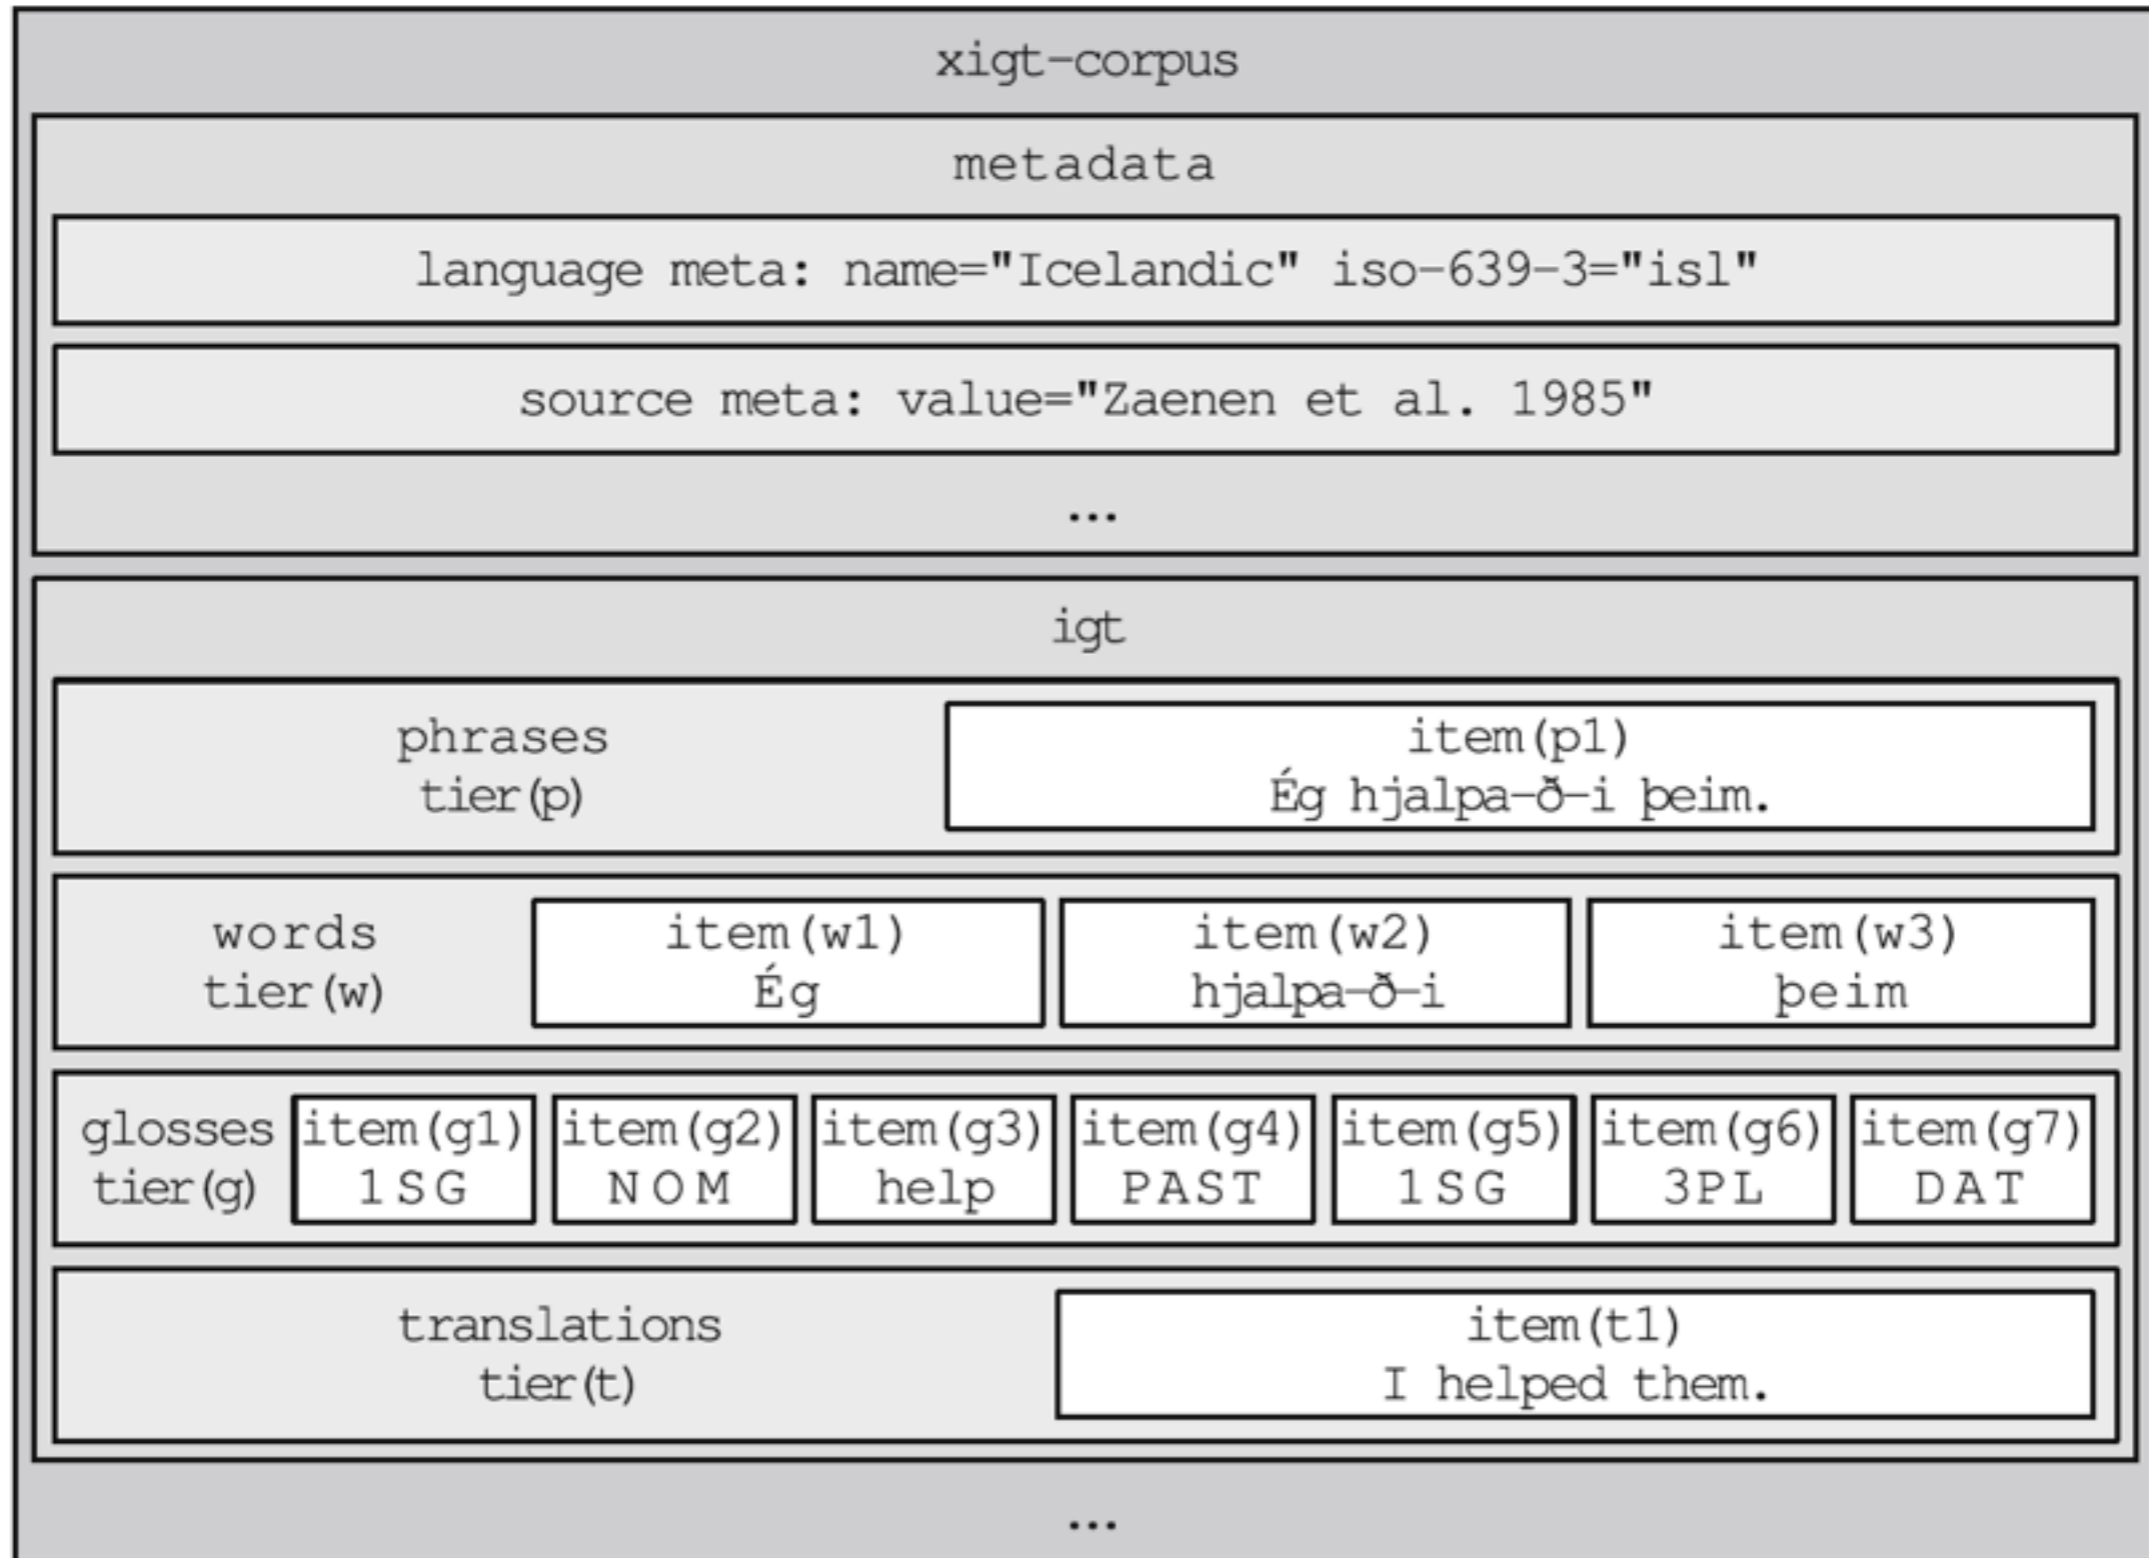 xigt-corpus
metadata
language meta: name="Icelandic" iso-639-3="isl"
source meta: value="Zaenen et al. 1985"
...
igt
phrases
tier(p)
item(p1)
Ég hjalpa-ð-i þeim.
words
tier(w)
item(w1)
Ég
item(w2)
hjalpa-ð-i
item(w3)
þeim
glosses
tier(g)
item(g1)
1SG
item(g2)
NOM
item(g3)
help
item(g4)
PAST
item(g5)
1SG
item(g6)
3PL
item(g7)
DAT
translations
tier(t)
item(t1)
I helped them.
...